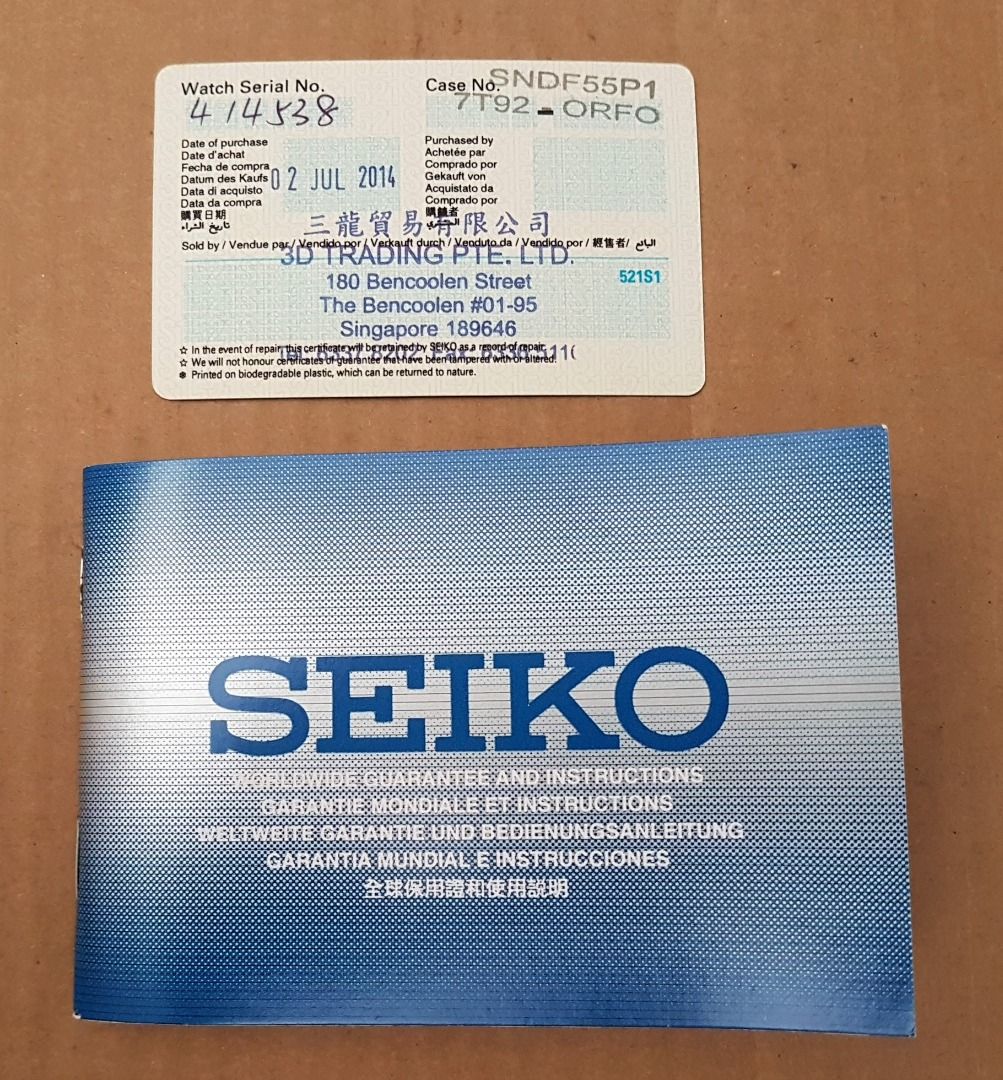 Watch Serial No.
414538
Case No.
SNDF55P1
7T92 - ORFO
Date of purchase
Date d'achat
Fecha de compra
Datum des Kaufs
Data di acquisto
Data da compra
購買日期
تاريخ الشراء
02 JUL 2014
Purchased by
Achetée par
Comprado por
Gekauft von
Acquistato da
Comprado por
購買者
三龍貿易有限公司
Sold by / Vendue par / Vendido por / Verkauft durch / Venduto da / Vendido por / 經售者 / البائع
3D TRADING PTE. LTD.
521S1
180 Bencoolen Street
The Bencoolen #01-95
Singapore 189646
☆ In the event of repair, this certificate will be retained by SEIKO as a record of repair.
☆ We will not honour certificates of guarantee that have been tampered with or altered.
✽ Printed on biodegradable plastic, which can be returned to nature.
SEIKO
WORLDWIDE GUARANTEE AND INSTRUCTIONS
GARANTIE MONDIALE ET INSTRUCTIONS
WELTWEITE GARANTIE UND BEDIENUNGSANLEITUNG
GARANTIA MUNDIAL E INSTRUCCIONES
全球保用證和使用說明